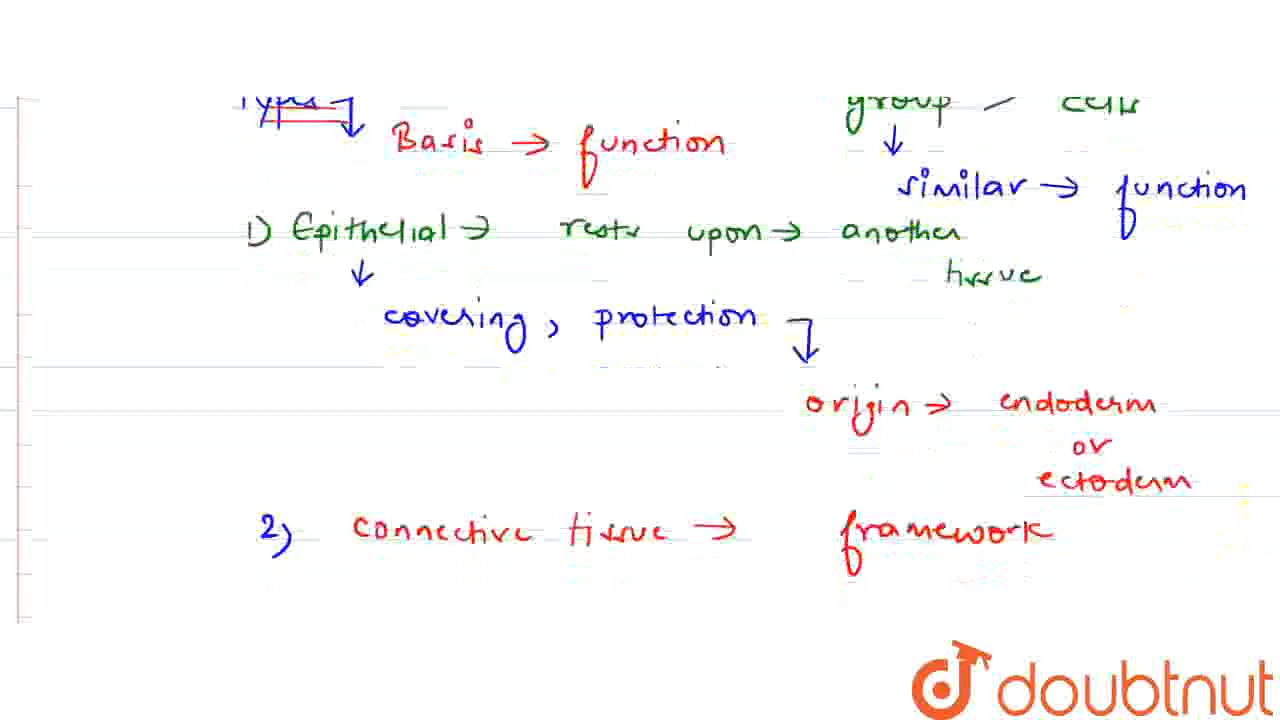 Types
group cells
Basis → function
similar → function
1) Epithelial → rests upon → another
tissue
covering, protection
origin → endoderm
or
ectoderm
2) connective tissue → framework
doubtnut